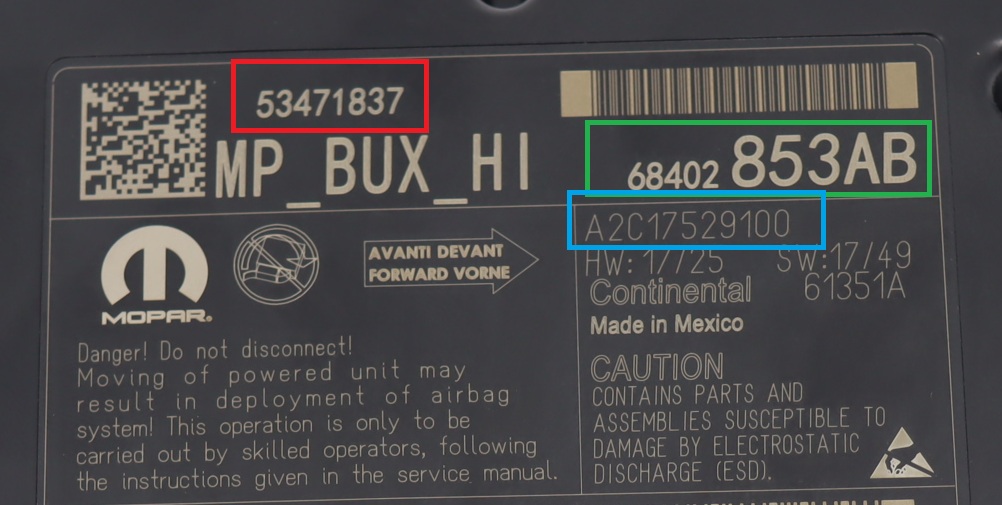 53471837
MP_BUX_HI
68402 853AB
A2C17529100
HW:17/25 SW:17/49
Continental 61351A
Made in Mexico
AVANTI DEVANT
FORWARD VORNE
MOPAR®
Danger! Do not disconnect!
Moving of powered unit may
result in deployment of airbag
system! This operation is only to be
carried out by skilled operators, following
the instructions given in the service manual.
CAUTION
CONTAINS PARTS AND
ASSEMBLIES SUSCEPTIBLE TO
DAMAGE BY ELECTROSTATIC
DISCHARGE (ESD).